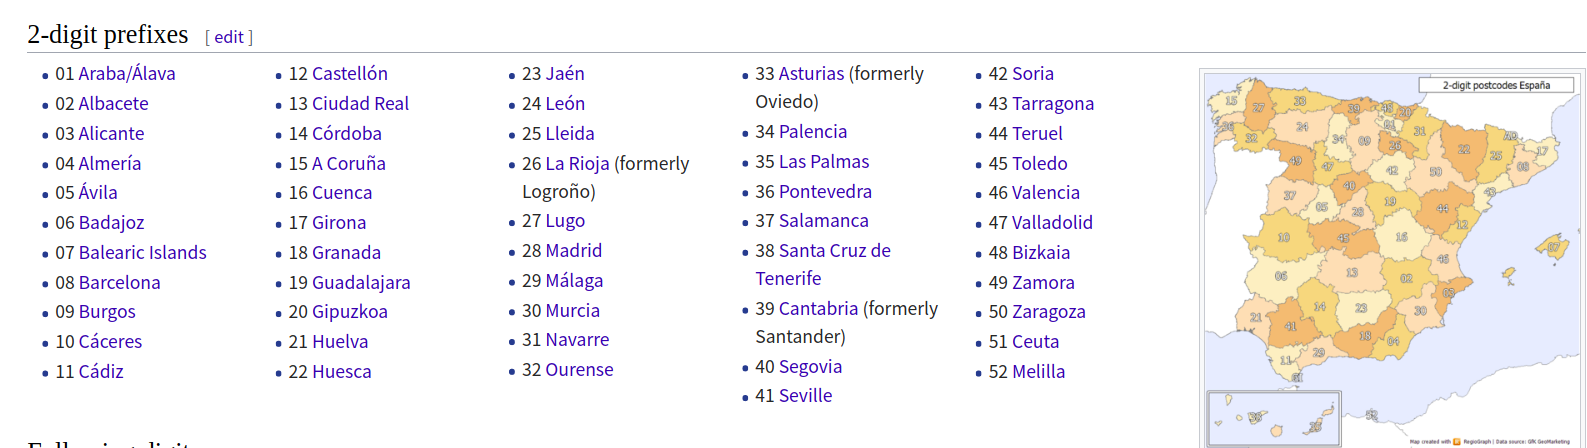 2-digit prefixes [ edit ]
01 Araba/Álava
02 Albacete
03 Alicante
04 Almería
05 Ávila
06 Badajoz
07 Balearic Islands
08 Barcelona
09 Burgos
10 Cáceres
11 Cádiz
12 Castellón
13 Ciudad Real
14 Córdoba
15 A Coruña
16 Cuenca
17 Girona
18 Granada
19 Guadalajara
20 Gipuzkoa
21 Huelva
22 Huesca
23 Jaén
24 León
25 Lleida
26 La Rioja (formerly
Logroño)
27 Lugo
28 Madrid
29 Málaga
30 Murcia
31 Navarre
32 Ourense
33 Asturias (formerly
Oviedo)
34 Palencia
35 Las Palmas
36 Pontevedra
37 Salamanca
38 Santa Cruz de
Tenerife
39 Cantabria (formerly
Santander)
40 Segovia
41 Seville
42 Soria
43 Tarragona
44 Teruel
45 Toledo
46 Valencia
47 Valladolid
48 Bizkaia
49 Zamora
50 Zaragoza
51 Ceuta
52 Melilla
2-digit postcodes España
15
27
33
39
48
20
36
32
24
34
09
01
26
31
22
25
AD
17
08
49
47
42
50
43
37
40
05
28
19
44
12
10
45
16
46
07
06
13
02
03
14
23
30
21
41
18
04
11
29
GI
38
35
52
Map created with RegioGraph | Data source: GfK GeoMarketing